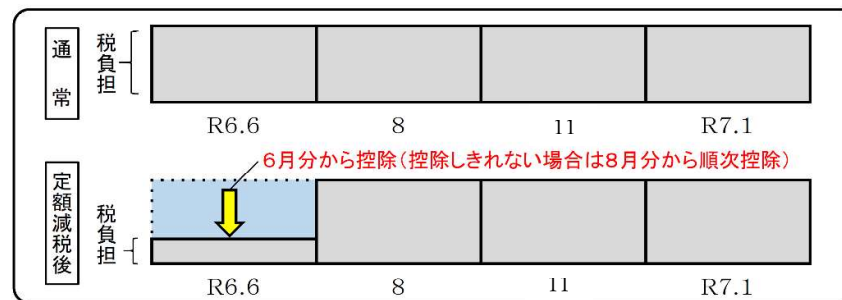 通常
税負担
R6.6 8 11 R7.1
6月分から控除(控除しきれない場合は8月分から順次控除)
定額減税後
税負担
R6.6 8 11 R7.1